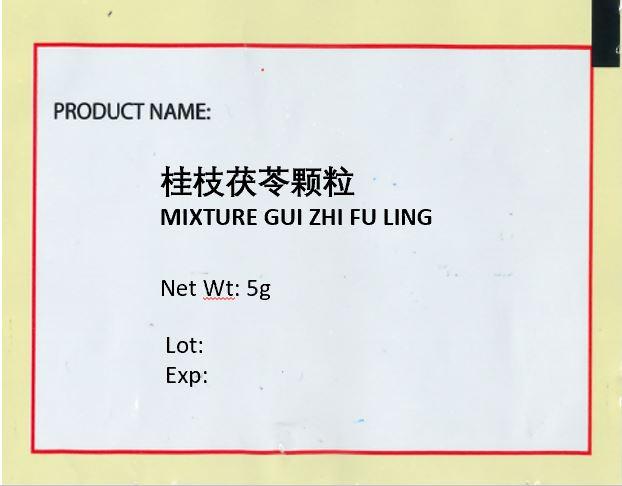 PRODUCT NAME:
桂枝茯苓颗粒
MIXTURE GUI ZHI FU LING
Net Wt: 5g
Lot:
Exp: